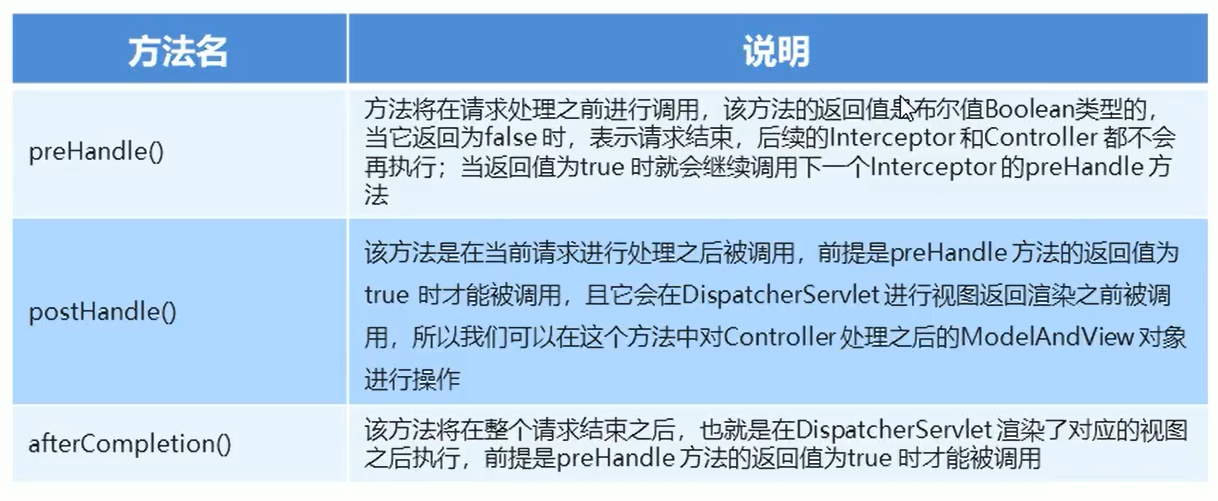 方法名
说明
preHandle()
方法将在请求处理之前进行调用，该方法的返回值是布尔值Boolean类型的，
当它返回为false 时，表示请求结束，后续的Interceptor 和Controller 都不会
再执行；当返回值为true 时就会继续调用下一个Interceptor 的preHandle 方
法
postHandle()
该方法是在当前请求进行处理之后被调用，前提是preHandle 方法的返回值为
true 时才能被调用，且它会在DispatcherServlet 进行视图返回渲染之前被调
用，所以我们可以在这个方法中对Controller 处理之后的ModelAndView 对象
进行操作
afterCompletion()
该方法将在整个请求结束之后，也就是在DispatcherServlet 渲染了对应的视图
之后执行，前提是preHandle 方法的返回值为true 时才能被调用